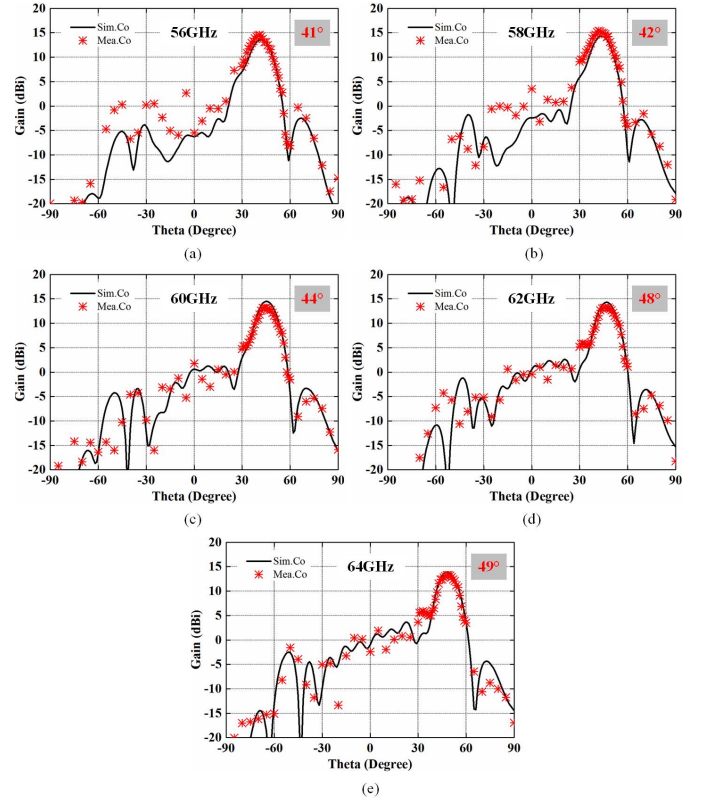 56GHz
41°
Sim.Co
Mea.Co
Gain (dBi)
20
15
10
5
0
-5
-10
-15
-20
-90 -60 -30 0 30 60 90
Theta (Degree)
(a)
58GHz
42°
Sim.Co
Mea.Co
Gain (dBi)
20
15
10
5
0
-5
-10
-15
-20
-90 -60 -30 0 30 60 90
Theta (Degree)
(b)
60GHz
44°
Sim.Co
Mea.Co
Gain (dBi)
20
15
10
5
0
-5
-10
-15
-20
-90 -60 -30 0 30 60 90
Theta (Degree)
(c)
62GHz
48°
Sim.Co
Mea.Co
Gain (dBi)
20
15
10
5
0
-5
-10
-15
-20
-90 -60 -30 0 30 60 90
Theta (Degree)
(d)
64GHz
49°
Sim.Co
Mea.Co
Gain (dBi)
20
15
10
5
0
-5
-10
-15
-20
-90 -60 -30 0 30 60 90
Theta (Degree)
(e)